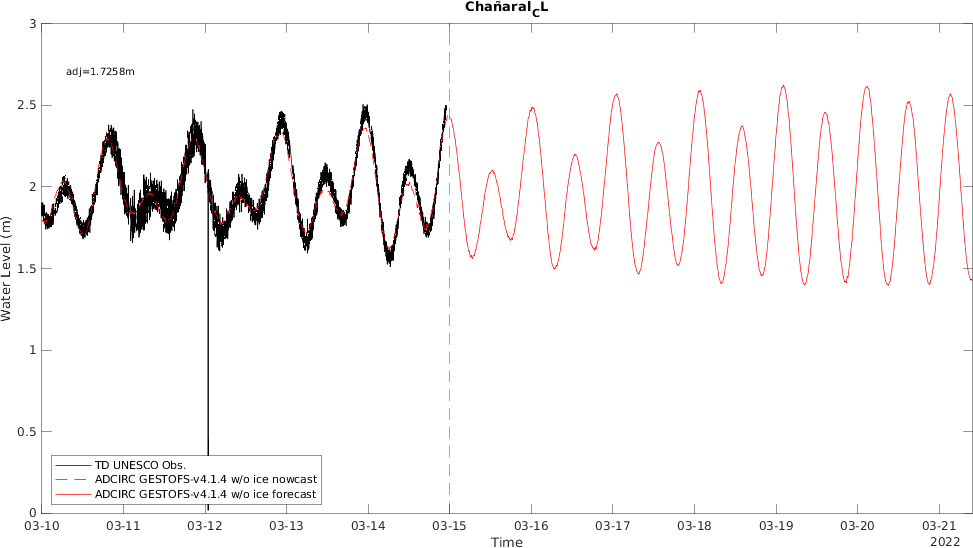 Chañaral_CL
3
adj=1.7258m
2.5
2
1.5
1
0.5
0
Water Level (m)
TD UNESCO Obs.
ADCIRC GESTOFS-v4.1.4 w/o ice nowcast
ADCIRC GESTOFS-v4.1.4 w/o ice forecast
03-10 03-11 03-12 03-13 03-14 03-15 03-16 03-17 03-18 03-19 03-20 03-21
Time
2022